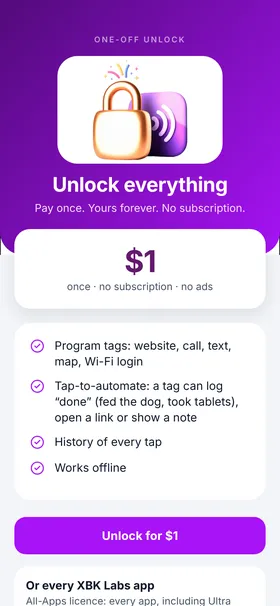 ONE-OFF UNLOCK
Unlock everything
Pay once. Yours forever. No subscription.
$1
once · no subscription · no ads
Program tags: website, call, text,
map, Wi-Fi login
Tap-to-automate: a tag can log
“done” (fed the dog, took tablets),
open a link or show a note
History of every tap
Works offline
Unlock for $1
Or every XBK Labs app
All-Apps licence: every app, including Ultra